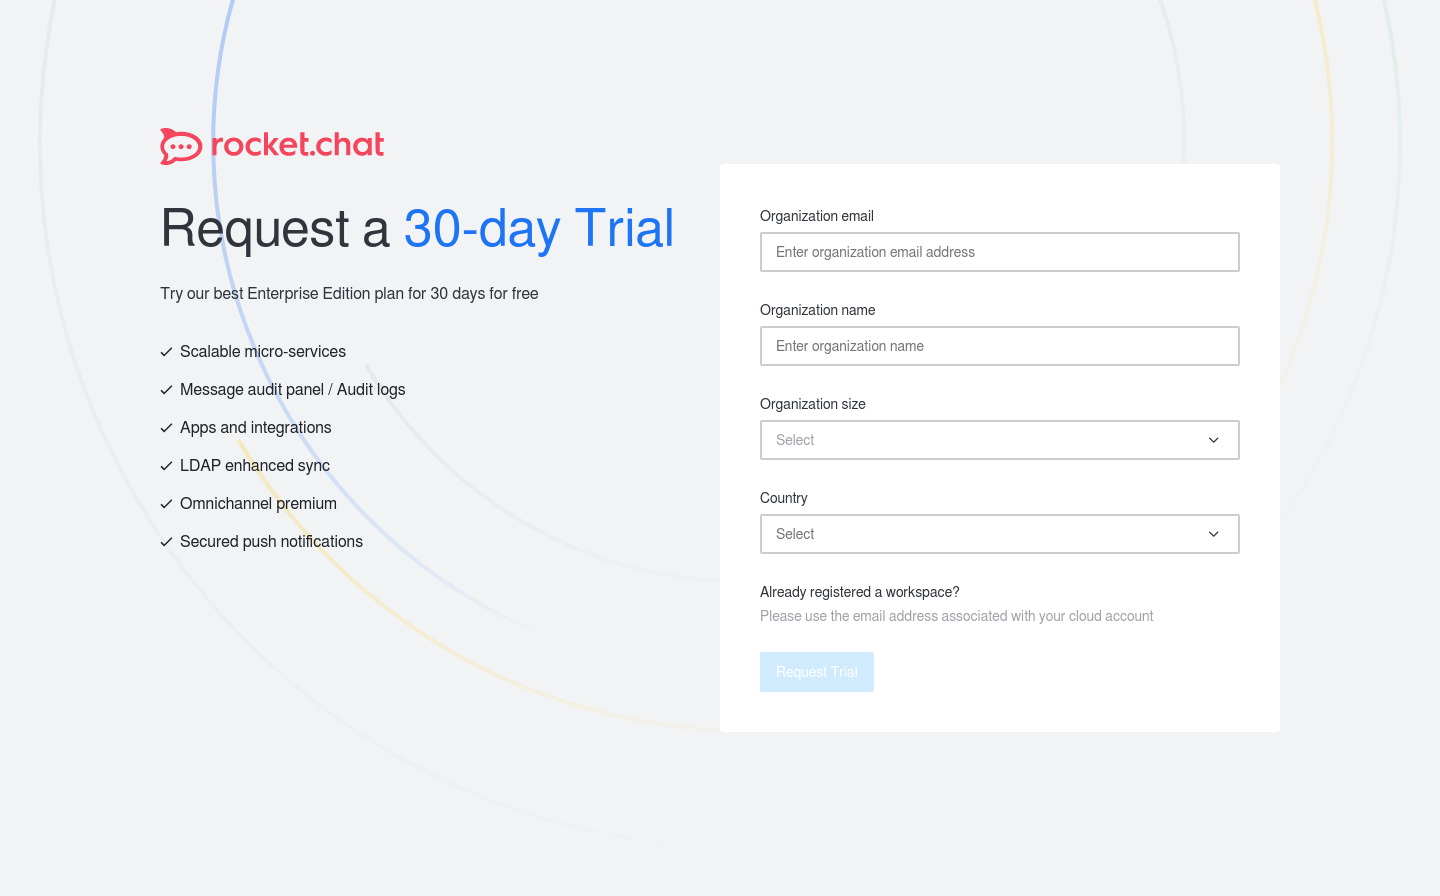 rocket.chat
Request a 30-day Trial
Try our best Enterprise Edition plan for 30 days for free
Scalable micro-services
Message audit panel / Audit logs
Apps and integrations
LDAP enhanced sync
Omnichannel premium
Secured push notifications
Organization email
Enter organization email address
Organization name
Enter organization name
Organization size
Select
Country
Select
Already registered a workspace?
Please use the email address associated with your cloud account
Request Trial